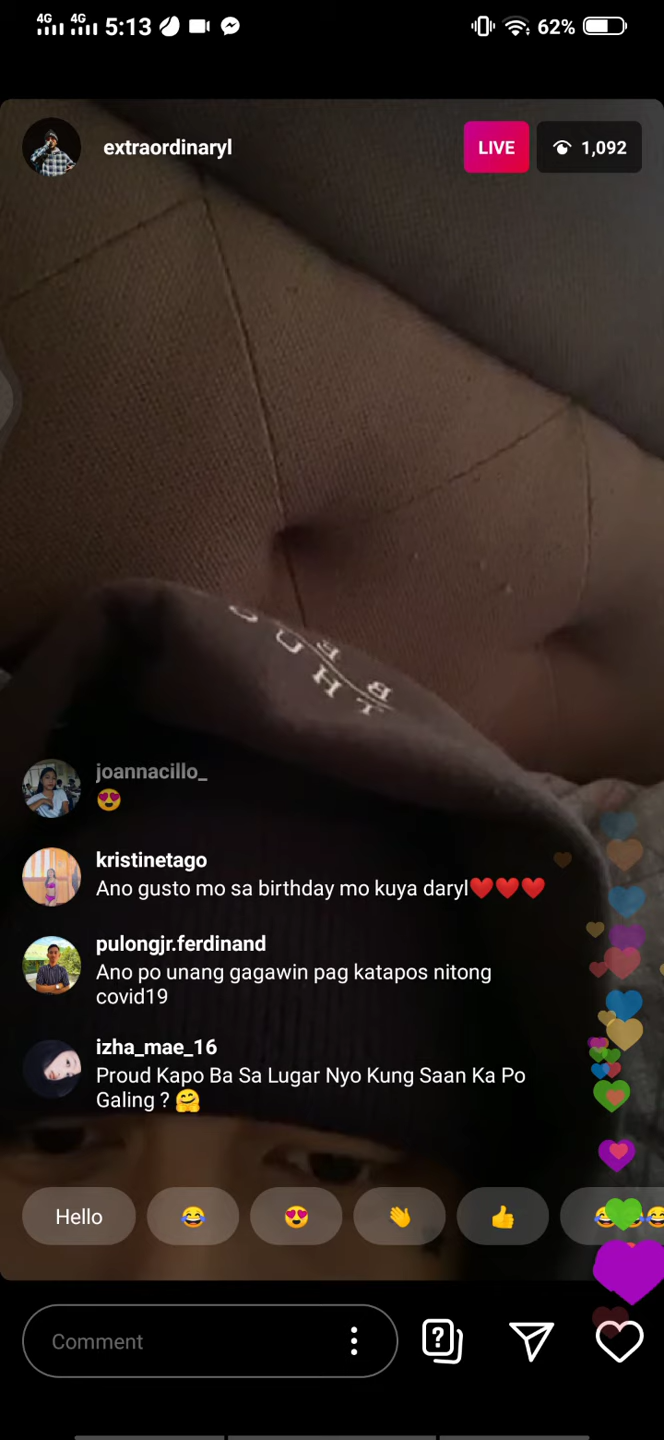 4G 4G 5:13 62%
extraordinaryl LIVE 1,092
joannacillo_
😍
kristinetago
Ano gusto mo sa birthday mo kuya daryl❤️❤️❤️
pulongjr.ferdinand
Ano po unang gagawin pag katapos nitong
covid19
izha_mae_16
Proud Kapo Ba Sa Lugar Nyo Kung Saan Ka Po
Galing ? 🤗
Hello 😂 😍 👋 👍 😂😂😂
Comment